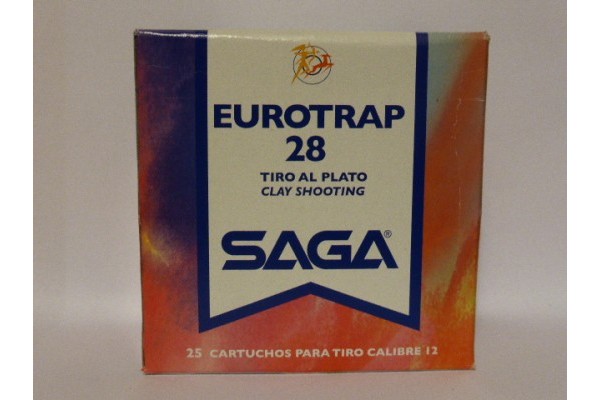 EUROTRAP
28
TIRO AL PLATO
CLAY SHOOTING
SAGA®
25 CARTUCHOS PARA TIRO CALIBRE 12